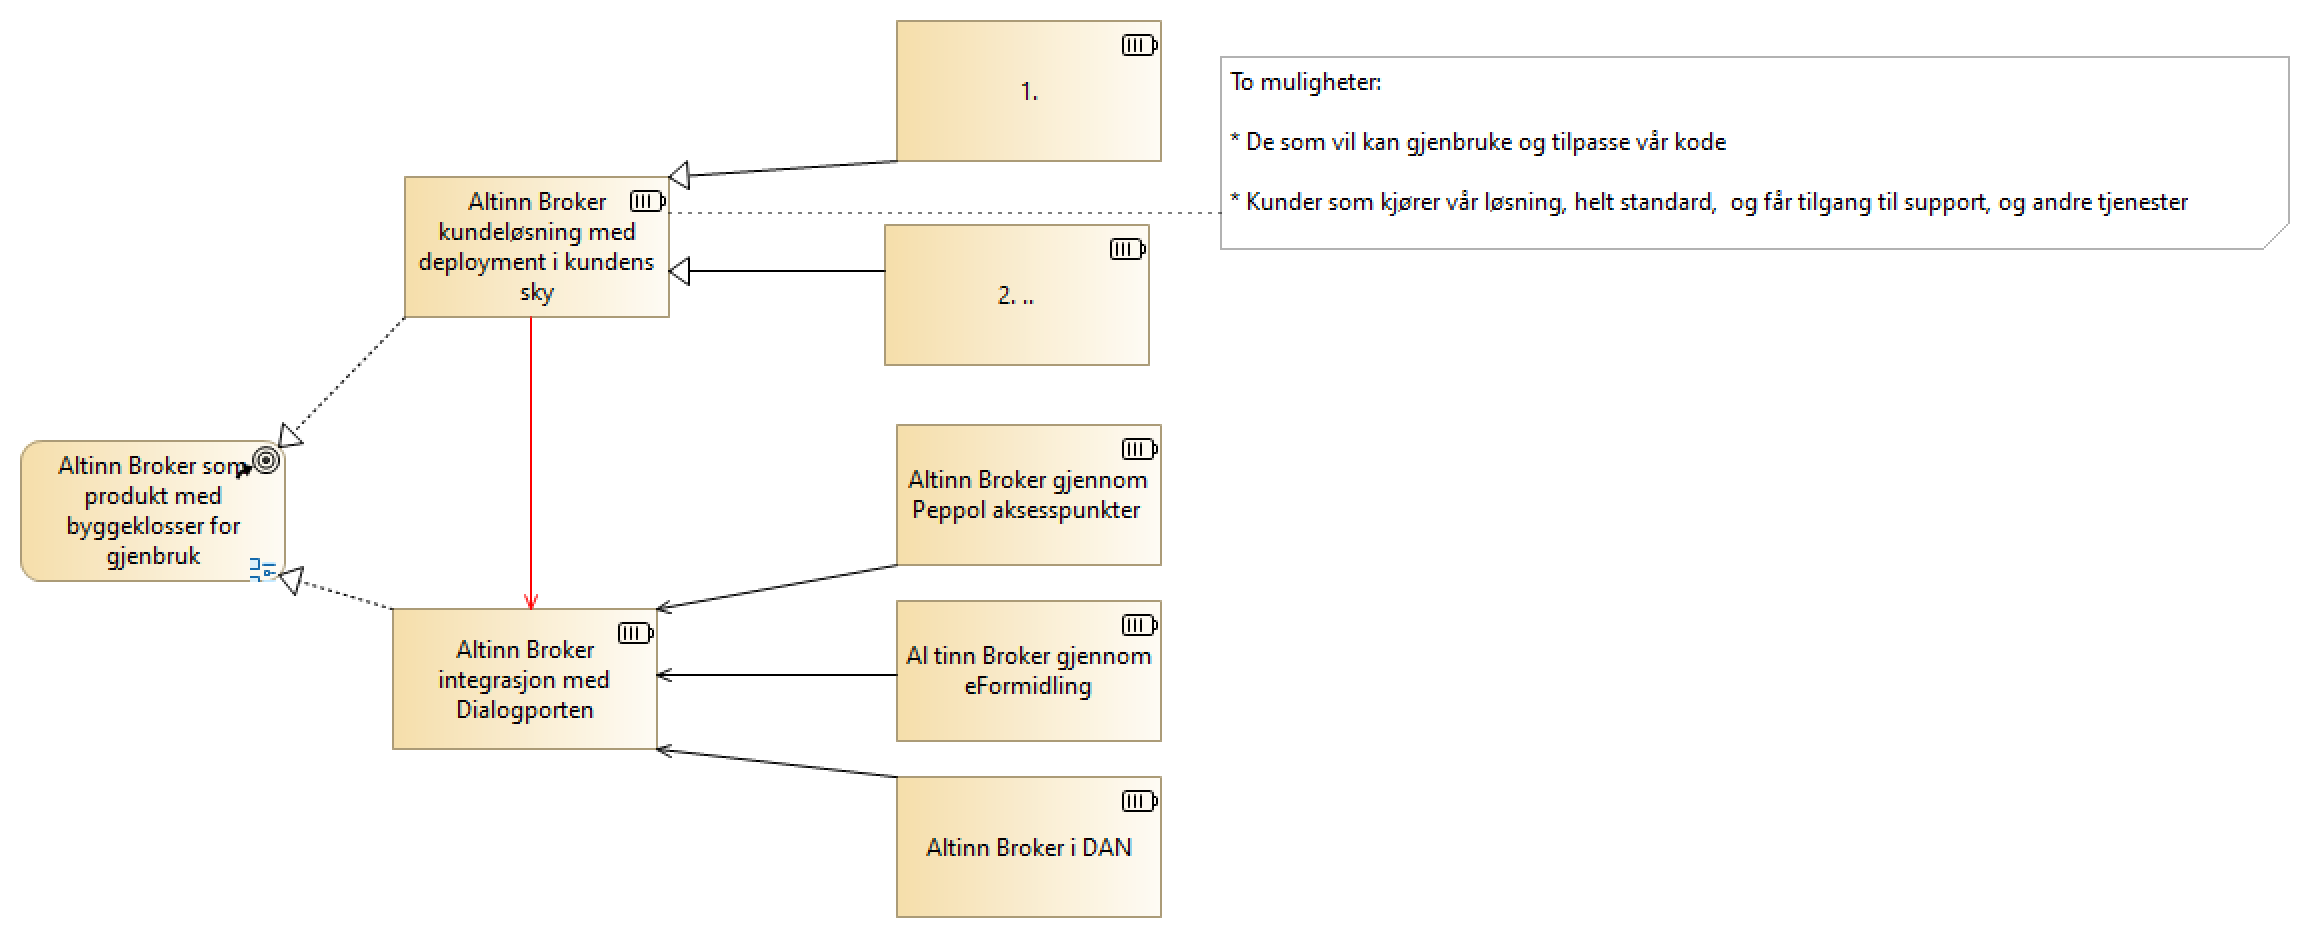 1.
To muligheter:
* De som vil kan gjenbruke og tilpasse vår kode
* Kunder som kjører vår løsning, helt standard,  og får tilgang til support, og andre tjenester
Altinn Broker
kundeløsning med
deployment i kundens
sky
2. ..
Altinn Broker som
produkt med
byggeklosser for
gjenbruk
Altinn Broker gjennom
Peppol aksesspunkter
Altinn Broker
integrasjon med
Dialogporten
Al tinn Broker gjennom
eFormidling
Altinn Broker i DAN